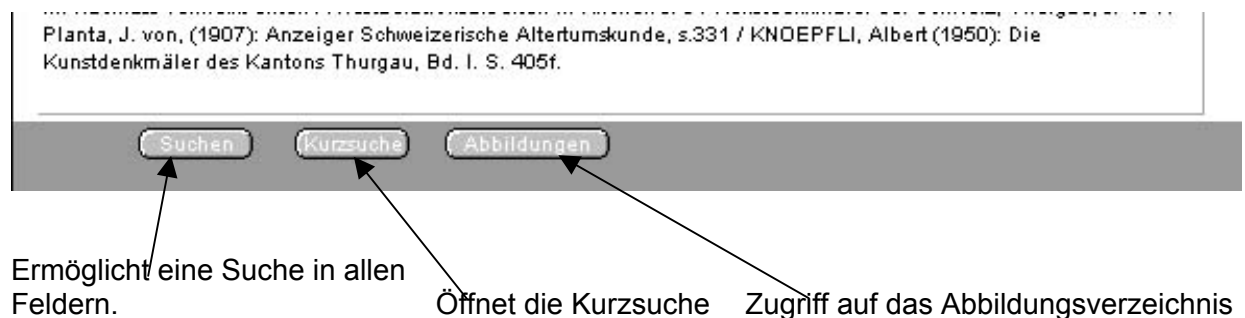 Planta, J. von, (1907): Anzeiger Schweizerische Altertumskunde, s.331 / KNOEPFLI, Albert (1950): Die
Kunstdenkmäler des Kantons Thurgau, Bd. I. S. 405f.
Suchen Kurzsuche Abbildungen
Ermöglicht eine Suche in allen
Feldern.
Öffnet die Kurzsuche Zugriff auf das Abbildungsverzeichnis